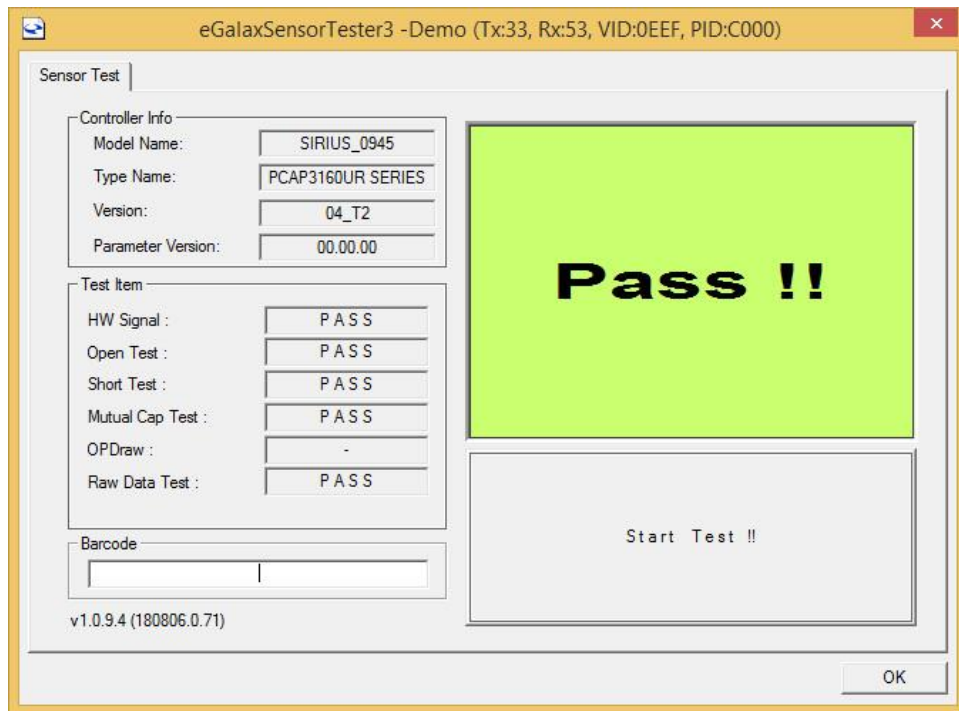 eGalaxSensorTester3 -Demo (Tx:33, Rx:53, VID:0EEF, PID:C000)
Sensor Test
Controller Info
Model Name: SIRIUS_0945
Type Name: PCAP3160UR SERIES
Version: 04_T2
Parameter Version: 00.00.00
Test Item
HW Signal : PASS
Open Test : PASS
Short Test : PASS
Mutual Cap Test : PASS
OPDraw : -
Raw Data Test : PASS
Barcode
v1.0.9.4 (180806.0.71)
Pass !!
Start Test !!
OK